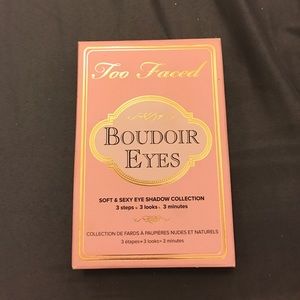 Too Faced
BOUDOIR
EYES
SOFT & SEXY EYE SHADOW COLLECTION
3 steps • 3 looks • 3 minutes
COLLECTION DE FARDS À PAUPIÈRES NUDES ET NATURELS
3 étapes • 3 looks • 3 minutes